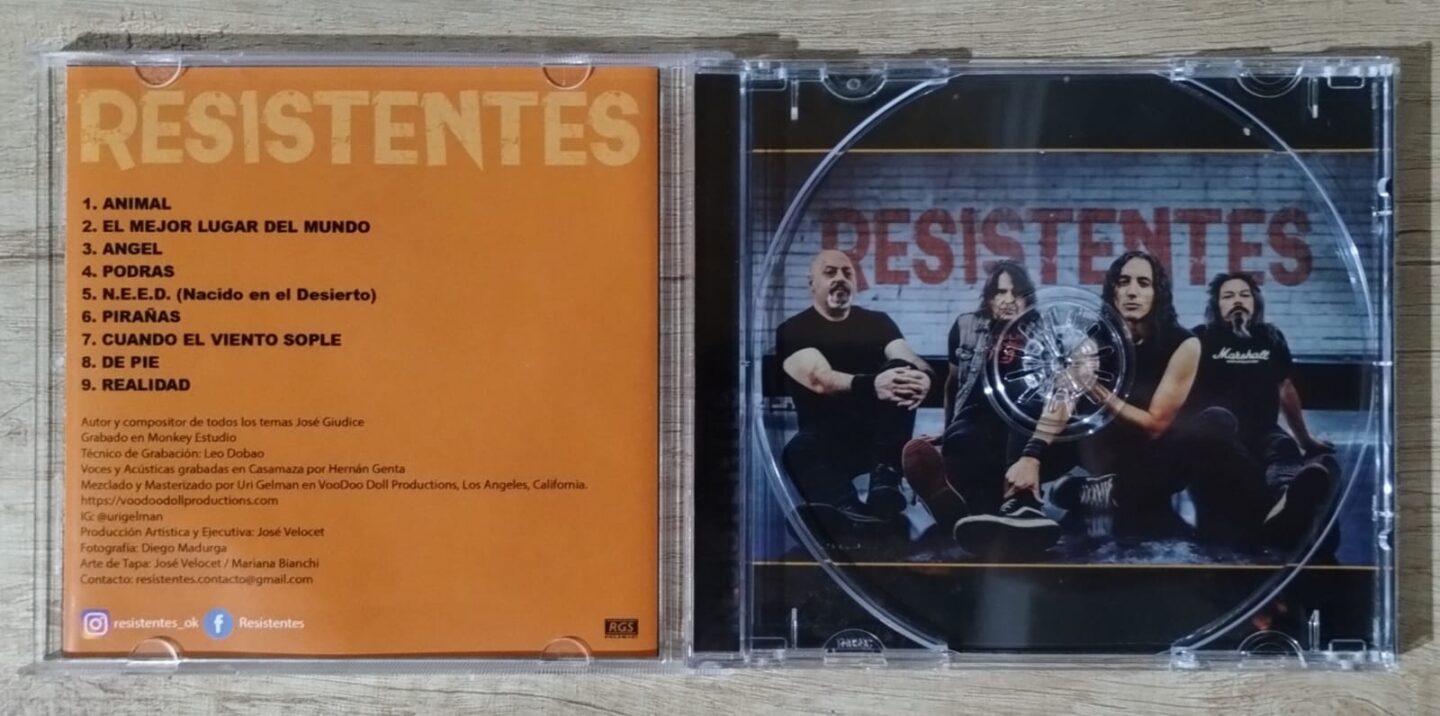 RESISTENTES
1. ANIMAL
2. EL MEJOR LUGAR DEL MUNDO
3. ANGEL
4. PODRAS
5. N.E.E.D. (Nacido en el Desierto)
6. PIRAÑAS
7. CUANDO EL VIENTO SOPLE
8. DE PIE
9. REALIDAD
Autor y compositor de todos los temas José Giudice
Grabado en Monkey Estudio
Técnico de Grabación: Leo Dobao
Voces y Acústicas grabadas en Casamaza por Hernán Genta
Mezclado y Masterizado por Uri Gelman en VooDoo Doll Productions, Los Angeles, California.
https://voodoodollproductions.com
IG: @urigelman
Producción Artística y Ejecutiva: José Velocet
Fotografía: Diego Madurga
Arte de Tapa: José Velocet / Mariana Bianchi
Contacto: resistentes.contacto@gmail.com
resistentes_ok f Resistentes
RGS
RESISTENTES
Marshall